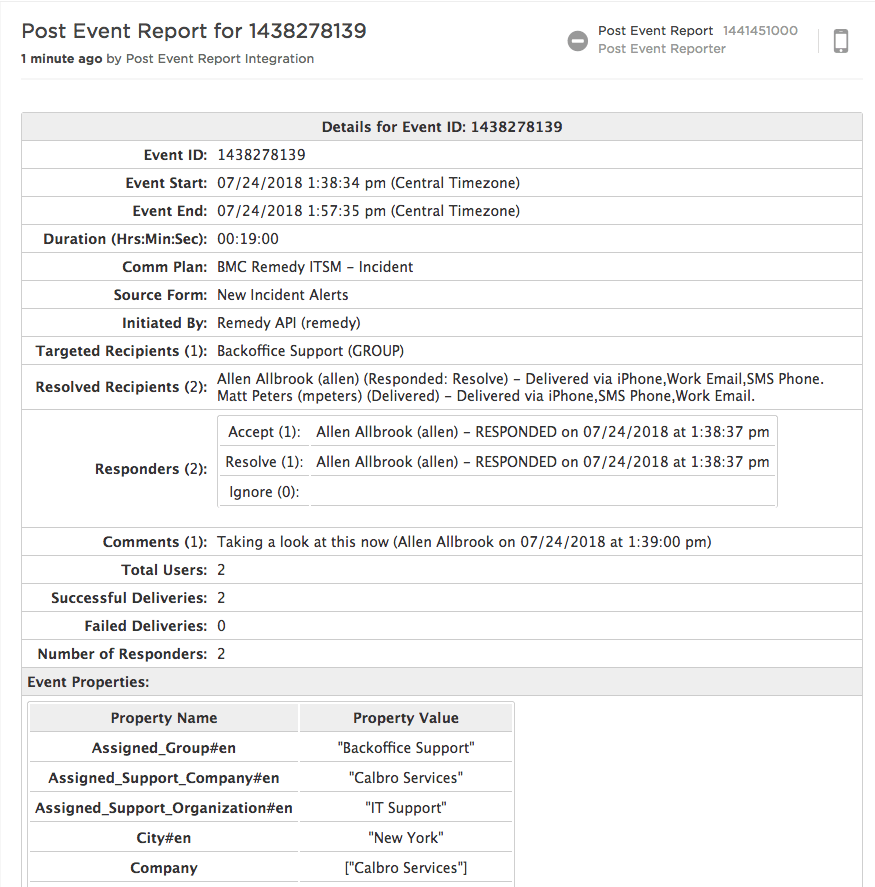 Post Event Report for 1438278139
1 minute ago by Post Event Report Integration
Post Event Report 1441451000
Post Event Reporter
Details for Event ID: 1438278139
Event ID: 1438278139
Event Start: 07/24/2018 1:38:34 pm (Central Timezone)
Event End: 07/24/2018 1:57:35 pm (Central Timezone)
Duration (Hrs:Min:Sec): 00:19:00
Comm Plan: BMC Remedy ITSM – Incident
Source Form: New Incident Alerts
Initiated By: Remedy API (remedy)
Targeted Recipients (1): Backoffice Support (GROUP)
Resolved Recipients (2): Allen Allbrook (allen) (Responded: Resolve) – Delivered via iPhone,Work Email,SMS Phone.
Matt Peters (mpeters) (Delivered) – Delivered via iPhone,SMS Phone,Work Email.
Responders (2):
Accept (1): Allen Allbrook (allen) – RESPONDED on 07/24/2018 at 1:38:37 pm
Resolve (1): Allen Allbrook (allen) – RESPONDED on 07/24/2018 at 1:38:37 pm
Ignore (0):
Comments (1): Taking a look at this now (Allen Allbrook on 07/24/2018 at 1:39:00 pm)
Total Users: 2
Successful Deliveries: 2
Failed Deliveries: 0
Number of Responders: 2
Event Properties:
Property Name Property Value
Assigned_Group#en "Backoffice Support"
Assigned_Support_Company#en "Calbro Services"
Assigned_Support_Organization#en "IT Support"
City#en "New York"
Company ["Calbro Services"]